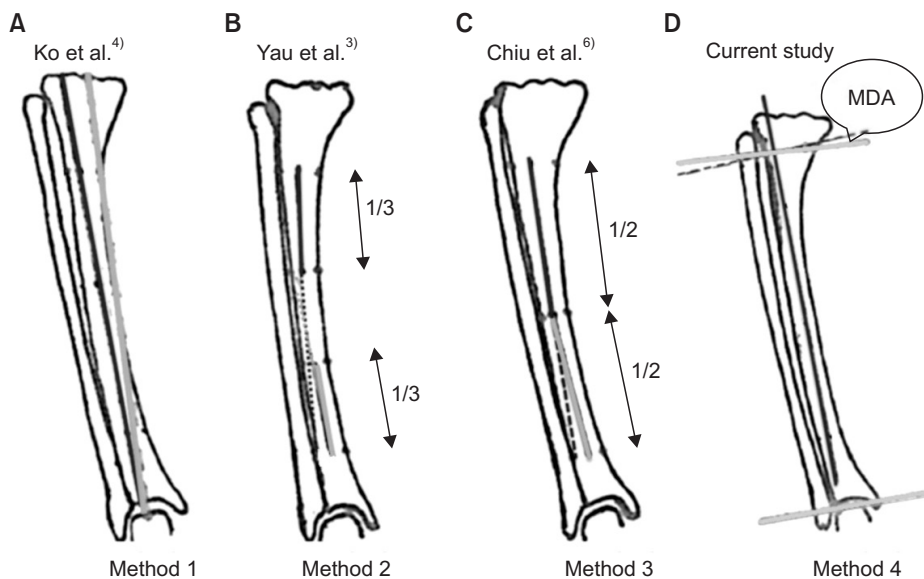 A
Ko et al.4)
B
Yau et al.3)
C
Chiu et al.6)
D
Current study
MDA
1/3
1/3
1/2
1/2
Method 1
Method 2
Method 3
Method 4